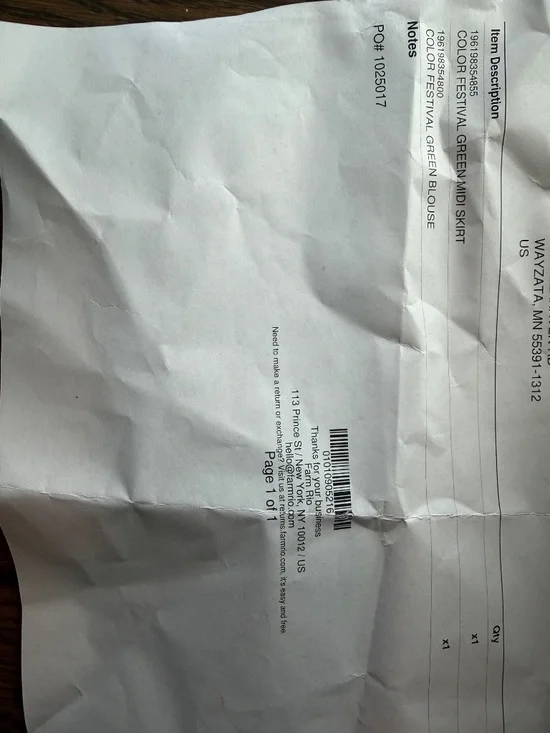 WAYZATA, MN 55391-1312
US
Item Description Qty
196198354855
COLOR FESTIVAL GREEN MIDI SKIRT x1
196198354800
COLOR FESTIVAL GREEN BLOUSE x1
Notes
PO# 1025017
01010905216
Thanks for your business
Farm Rio
113 Prince St / New York, NY 10012 / US
hello@farmrio.com
Need to make a return or exchange? Visit us at returns.farmrio.com, it's easy and free.
Page 1 of 1